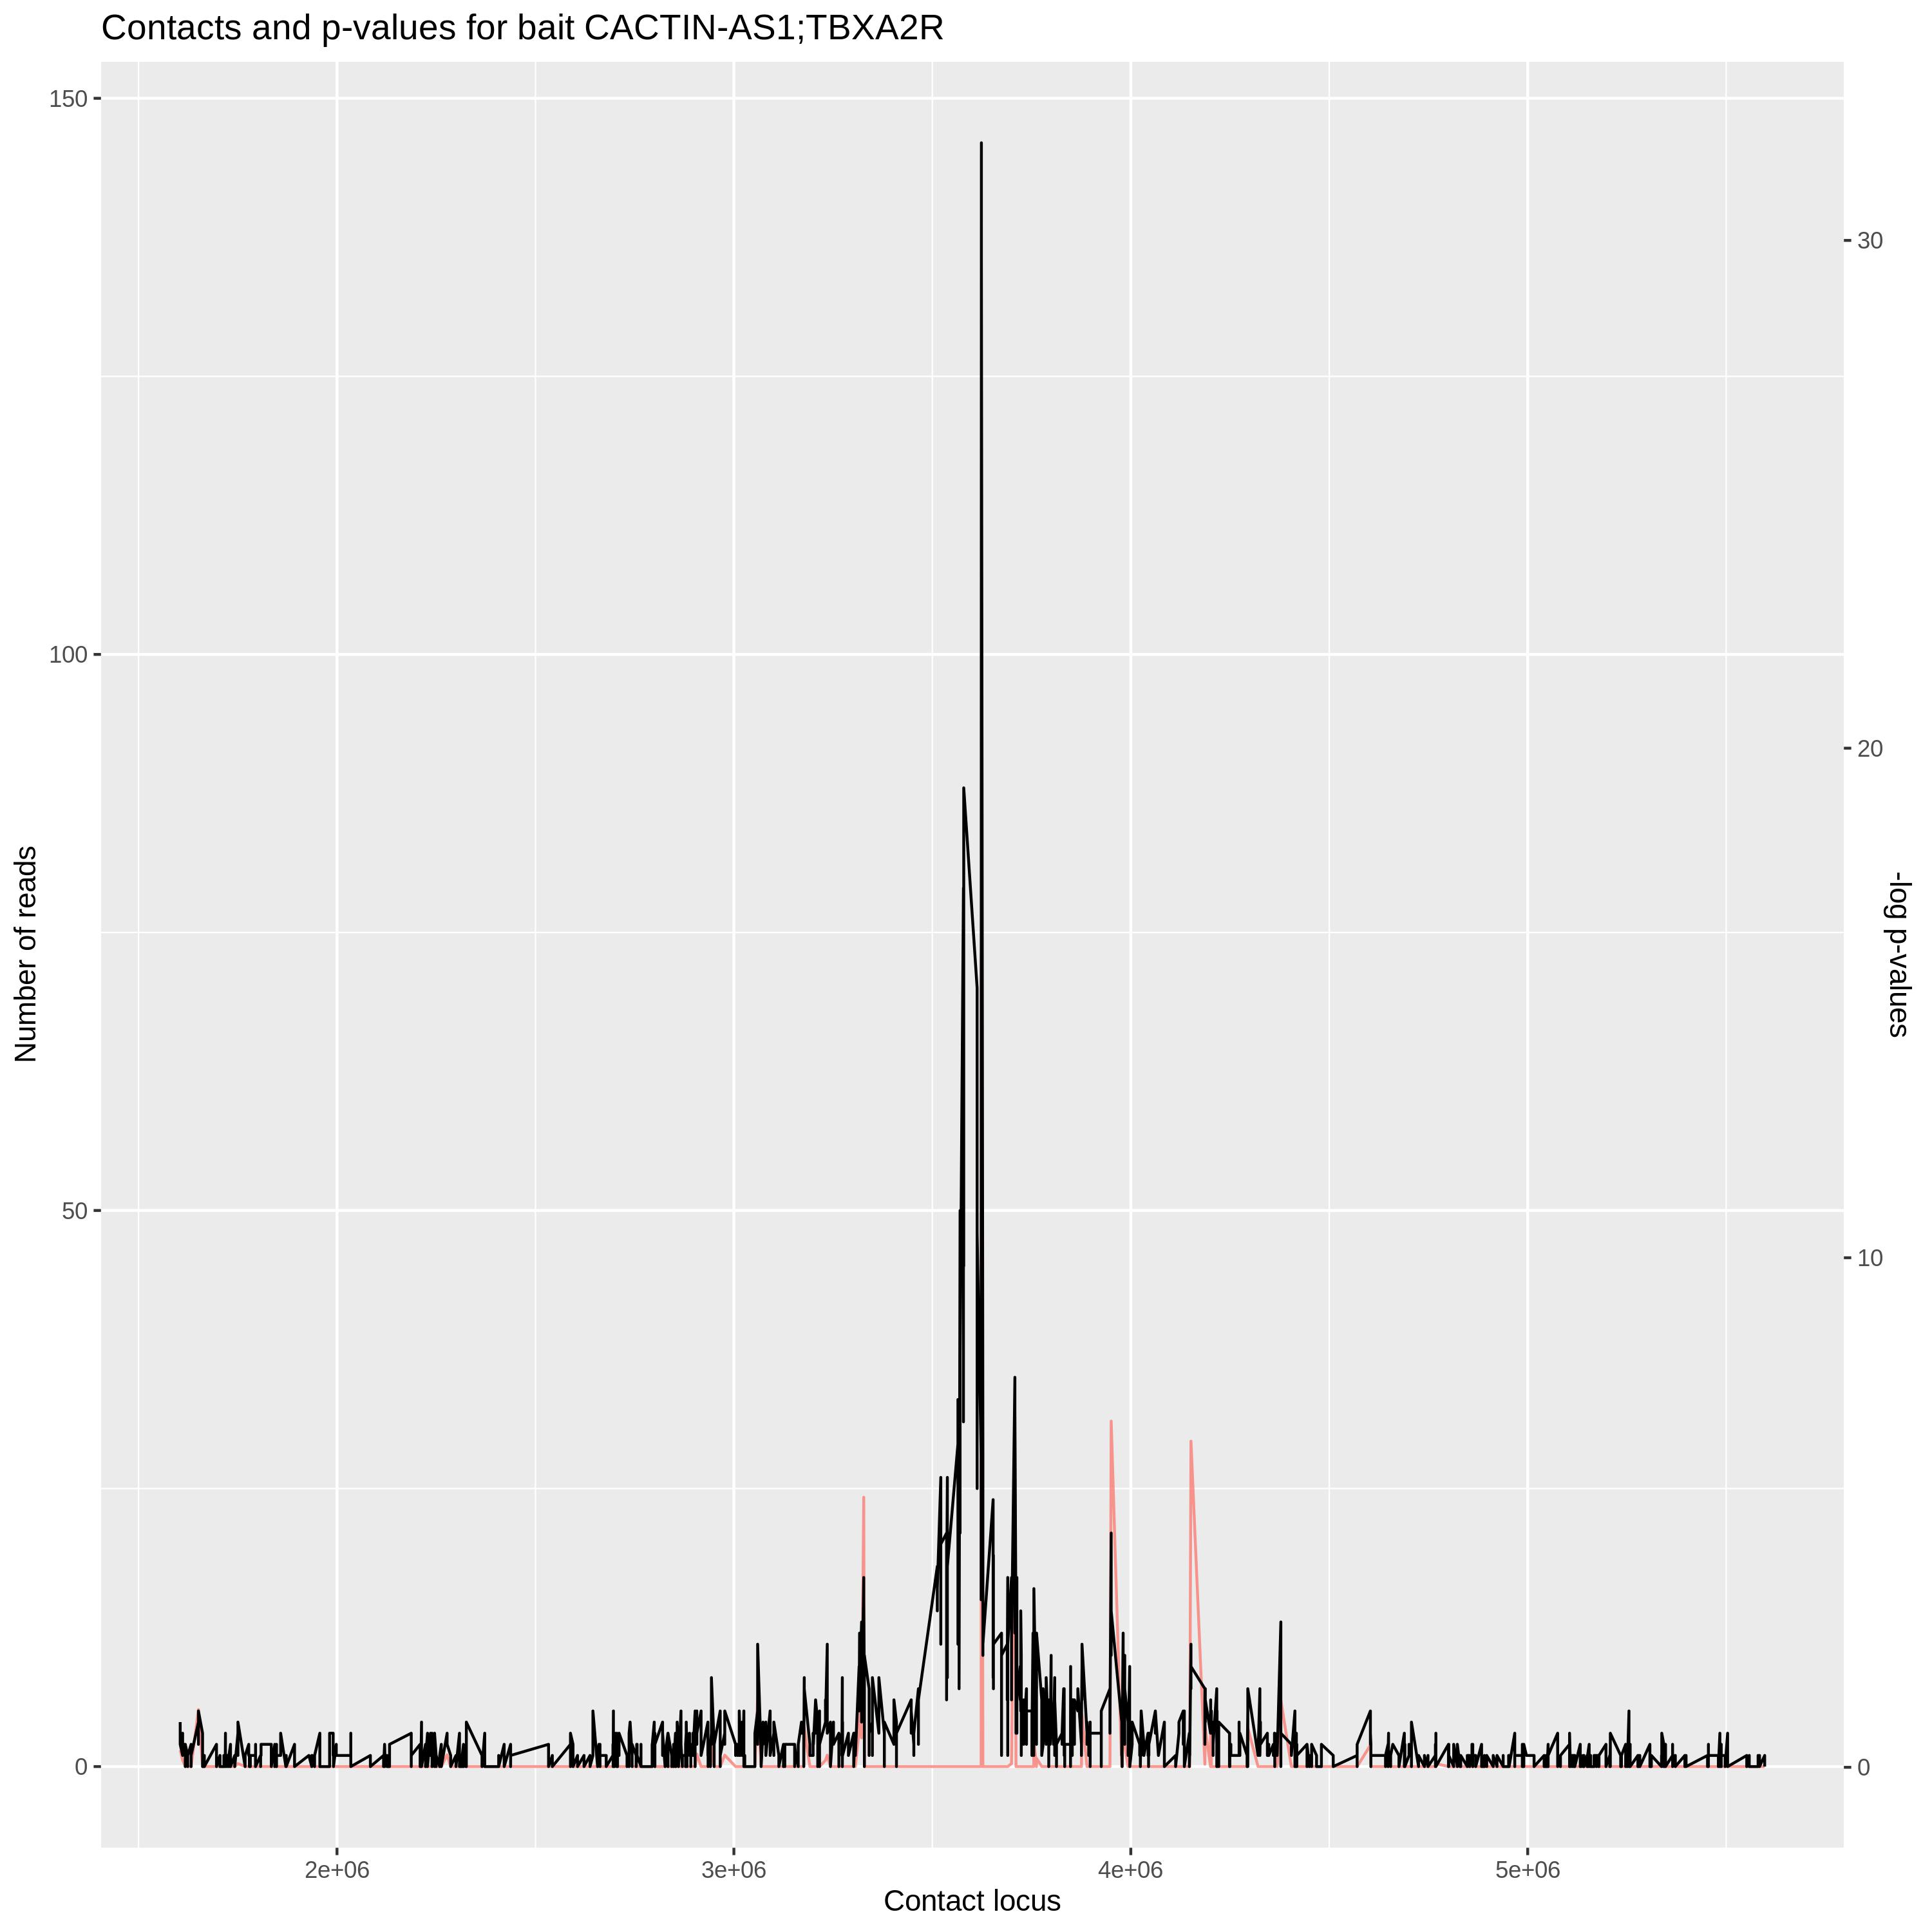 Contacts and p-values for bait CACTIN-AS1;TBXA2R
150
100
50
0
Number of reads
30
20
10
0
-log p-values
2e+06
3e+06
4e+06
5e+06
Contact locus